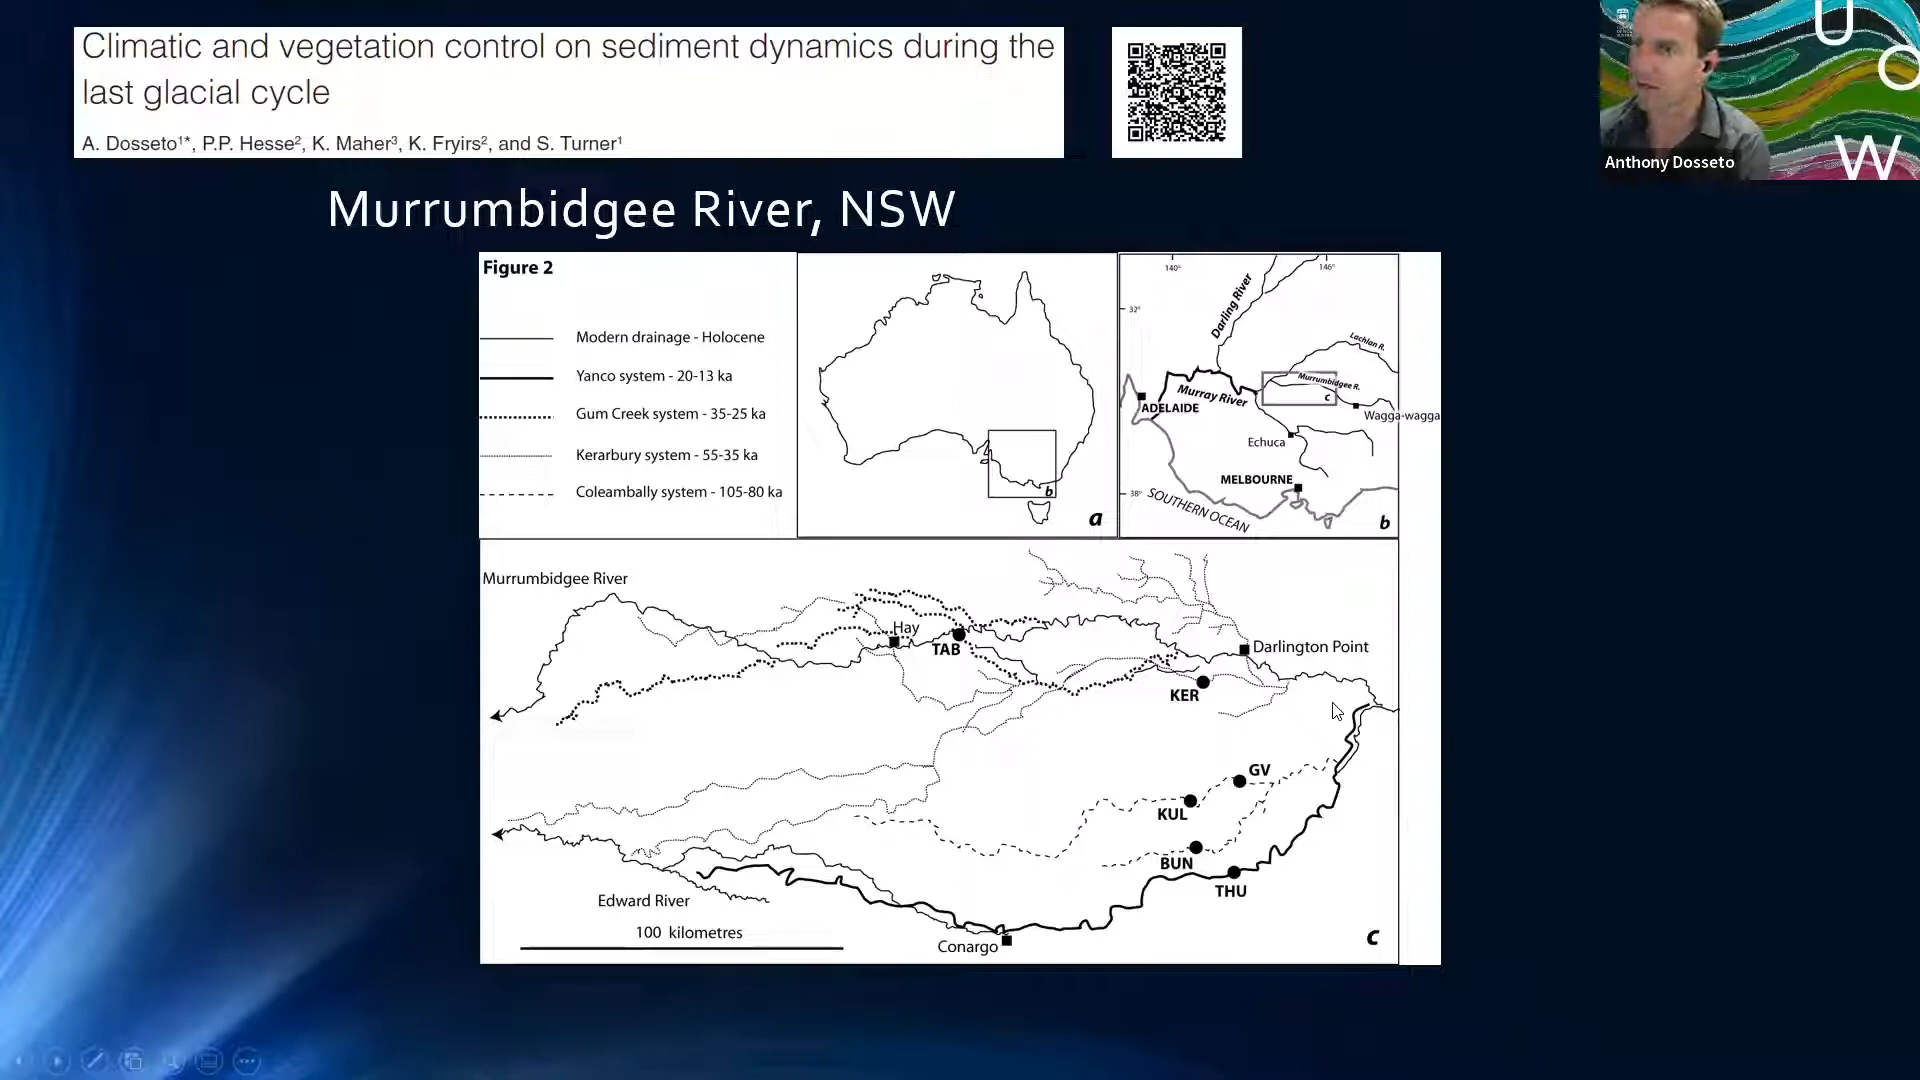 Climatic and vegetation control on sediment dynamics during the
last glacial cycle
A. Dosseto¹*, P.P. Hesse², K. Maher³, K. Fryirs², and S. Turner¹
U
O
W
Anthony Dosseto
Murrumbidgee River, NSW
Figure 2
Modern drainage - Holocene
Yanco system - 20-13 ka
Gum Creek system - 35-25 ka
Kerarbury system - 55-35 ka
Coleambally system - 105-80 ka
b
a
140°
146°
32°
38°
Darling River
Lachlan R.
Murrumbidgee R.
c
Murray River
ADELAIDE
Wagga-wagga
Echuca
MELBOURNE
SOUTHERN OCEAN
b
Murrumbidgee River
Hay
TAB
Darlington Point
KER
GV
KUL
BUN
THU
Edward River
100 kilometres
Conargo
c